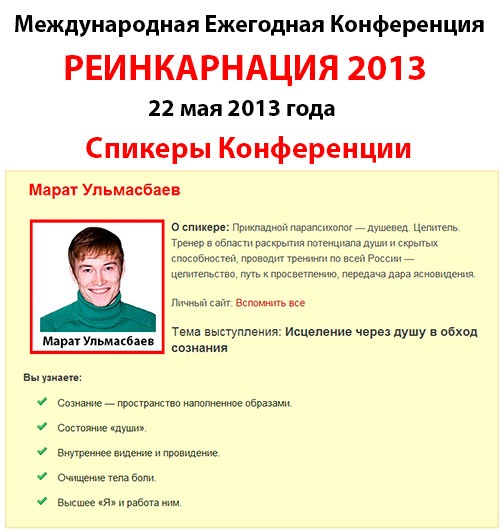 Международная Ежегодная Конференция
РЕИНКАРНАЦИЯ 2013
22 мая 2013 года
Спикеры Конференции
Марат Ульмасбаев
О спикере: Прикладной парапсихолог — душевед. Целитель.
Тренер в области раскрытия потенциала души и скрытых
способностей, проводит тренинги по всей России —
целительство, путь к просветлению, передача дара ясновидения.
Личный сайт: Вспомнить все
Тема выступления: Исцеление через душу в обход
сознания
Марат Ульмасбаев
Вы узнаете:
Сознание — пространство наполненное образами.
Состояние «души».
Внутреннее видение и провидение.
Очищение тела боли.
Высшее «Я» и работа ним.